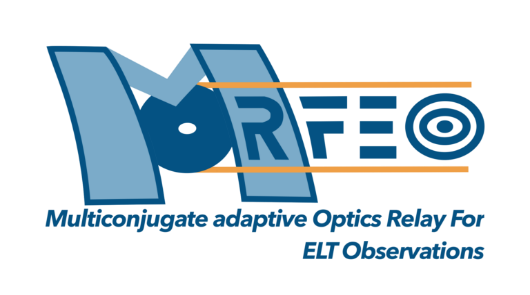 MORFEO
Multiconjugate adaptive Optics Relay For
ELT Observations